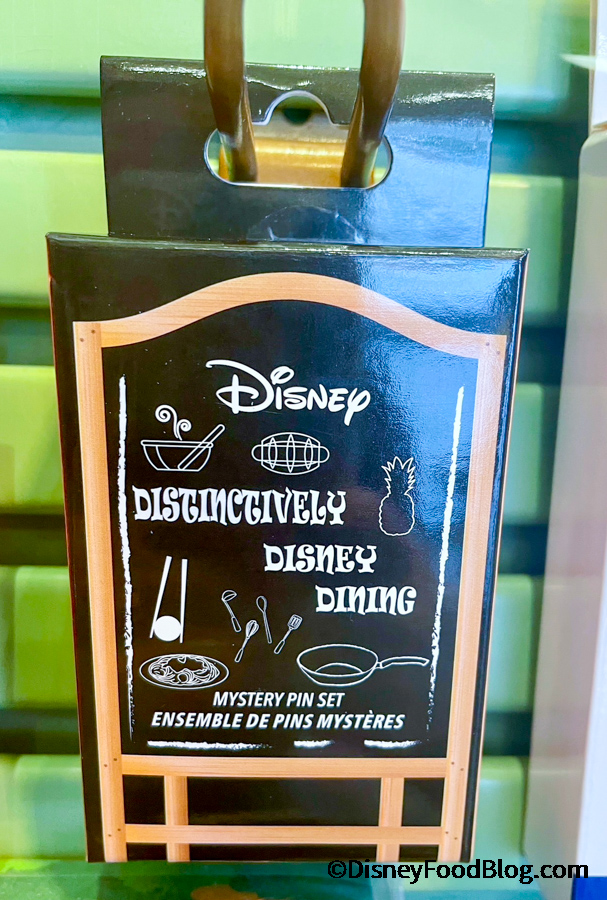 Disney
DISTINCTIVELY
DISNEY
DINING
MYSTERY PIN SET
ENSEMBLE DE PINS MYSTÈRES
©DisneyFoodBlog.com